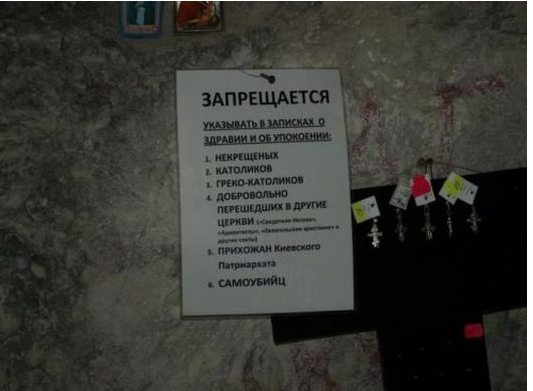 ЗАПРЕЩАЕТСЯ
УКАЗЫВАТЬ В ЗАПИСКАХ О
ЗДРАВИИ И ОБ УПОКОЕНИИ:
1. НЕКРЕЩЕНЫХ
2. КАТОЛИКОВ
3. ГРЕКО-КАТОЛИКОВ
4. ДОБРОВОЛЬНО
ПЕРЕШЕДШИХ В ДРУГИЕ
ЦЕРКВИ («Свидетели Иеговы»,
«Адвентисты», «Евангельские христиане» и
другие секты)
5. ПРИХОЖАН Киевского
Патриархата
6. САМОУБИЙЦ